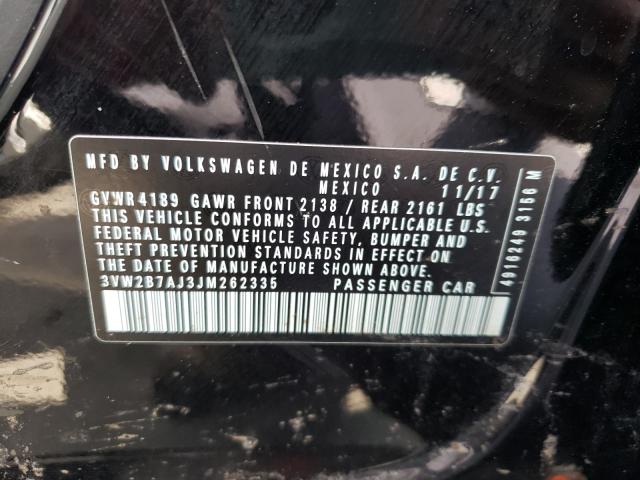 MFD BY VOLKSWAGEN DE MEXICO S.A. DE C.V.
MEXICO 11/17
GVWR 4189 GAWR FRONT 2138 / REAR 2161 LBS
THIS VEHICLE CONFORMS TO ALL APPLICABLE U.S.
FEDERAL MOTOR VEHICLE SAFETY, BUMPER AND
THEFT PREVENTION STANDARDS IN EFFECT ON
THE DATE OF MANUFACTURE SHOWN ABOVE.
3VW2B7AJ3JM262335 PASSENGER CAR
4916249 3156 M